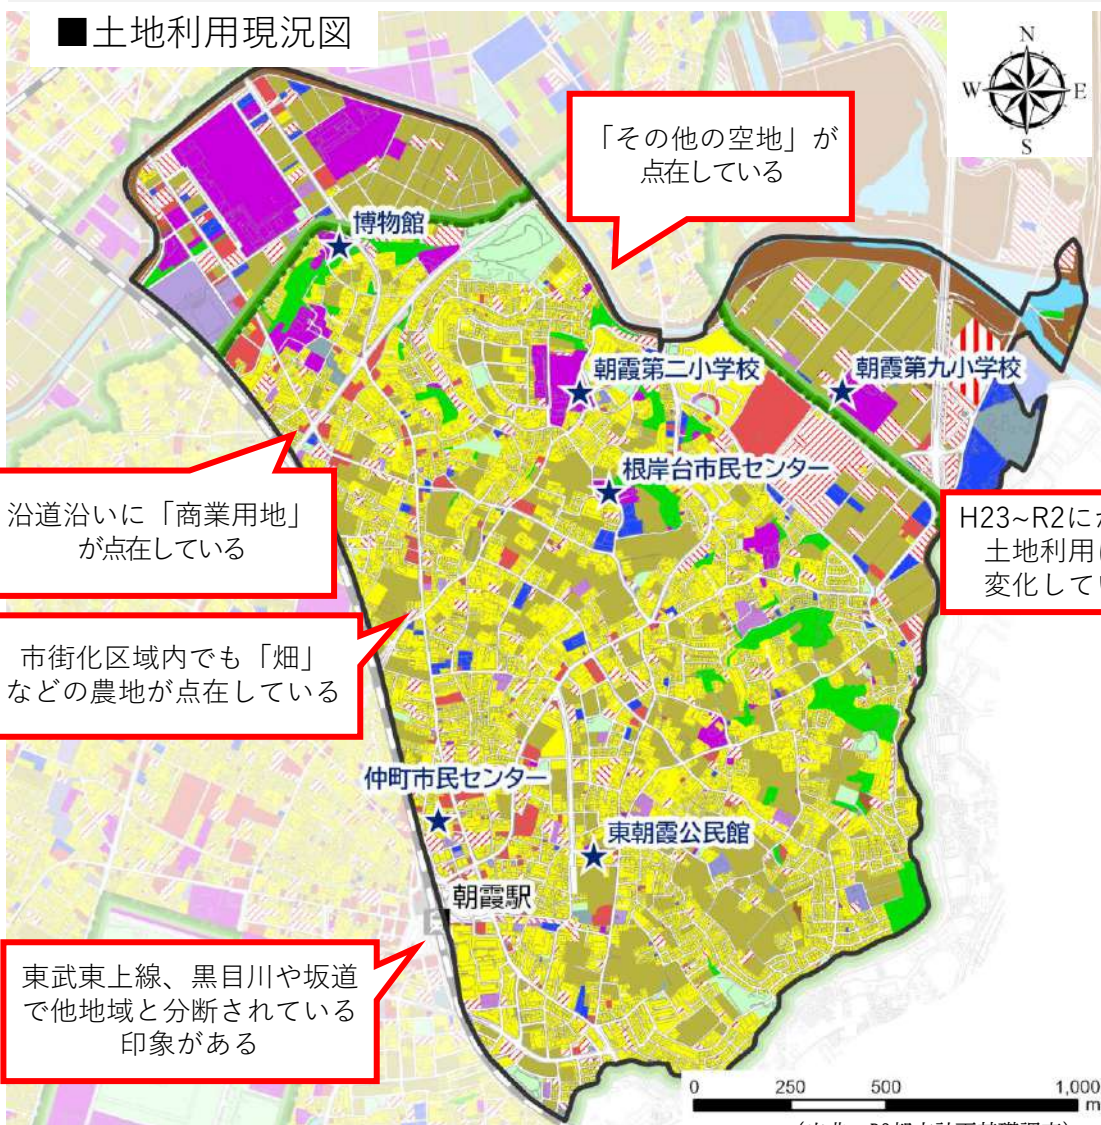 ■土地利用現況図
N
W E
S
「その他の空地」が
点在している
博物館
朝霞第二小学校
朝霞第九小学校
根岸台市民センター
沿道沿いに「商業用地」
が点在している
H23~R2にか
土地利用に
変化してい
市街化区域内でも「畑」
などの農地が点在している
仲町市民センター
東朝霞公民館
朝霞駅
東武東上線、黒目川や坂道
で他地域と分断されている
印象がある
0 250 500 1,000
m